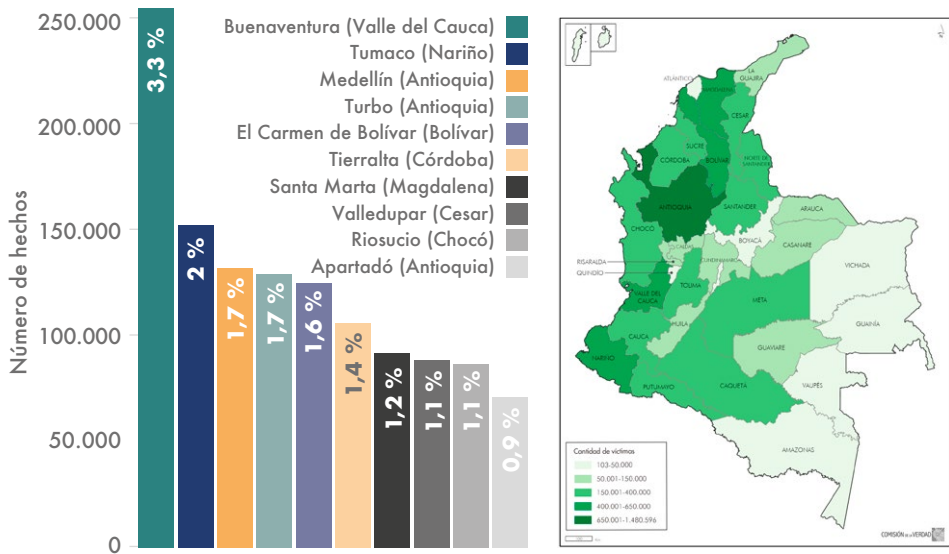 Número de hechos
250.000
200.000
150.000
100.000
50.000
0
3,3 %
2 %
1,7 %
1,7 %
1,6 %
1,4 %
1,2 %
1,1 %
1,1 %
0,9 %
Buenaventura (Valle del Cauca)
Tumaco (Nariño)
Medellín (Antioquia)
Turbo (Antioquia)
El Carmen de Bolívar (Bolívar)
Tierralta (Córdoba)
Santa Marta (Magdalena)
Valledupar (Cesar)
Riosucio (Chocó)
Apartadó (Antioquia)
LA GUAJIRA
ATLÁNTICO
MAGDALENA
CESAR
SUCRE
CÓRDOBA
BOLÍVAR
NORTE DE SANTANDER
ANTIOQUIA
SANTANDER
ARAUCA
CHOCÓ
BOYACÁ
CASANARE
CALDAS
CUNDINAMARCA
RISARALDA
QUINDÍO
VICHADA
TOLIMA
VALLE DEL CAUCA
META
GUAINÍA
HUILA
CAUCA
GUAVIARE
NARIÑO
VAUPÉS
PUTUMAYO
CAQUETÁ
AMAZONAS
Cantidad de víctimas
103-50.000
50.001-150.000
150.001-400.000
400.001-650.000
650.001-1.480.596
COMISIÓN DE LA VERDAD